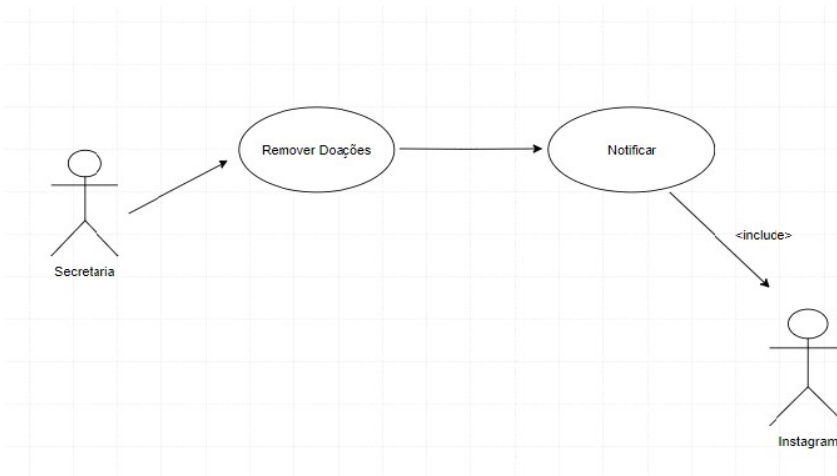 Remover Doações
Notificar
<include>
Secretaria
Instagram